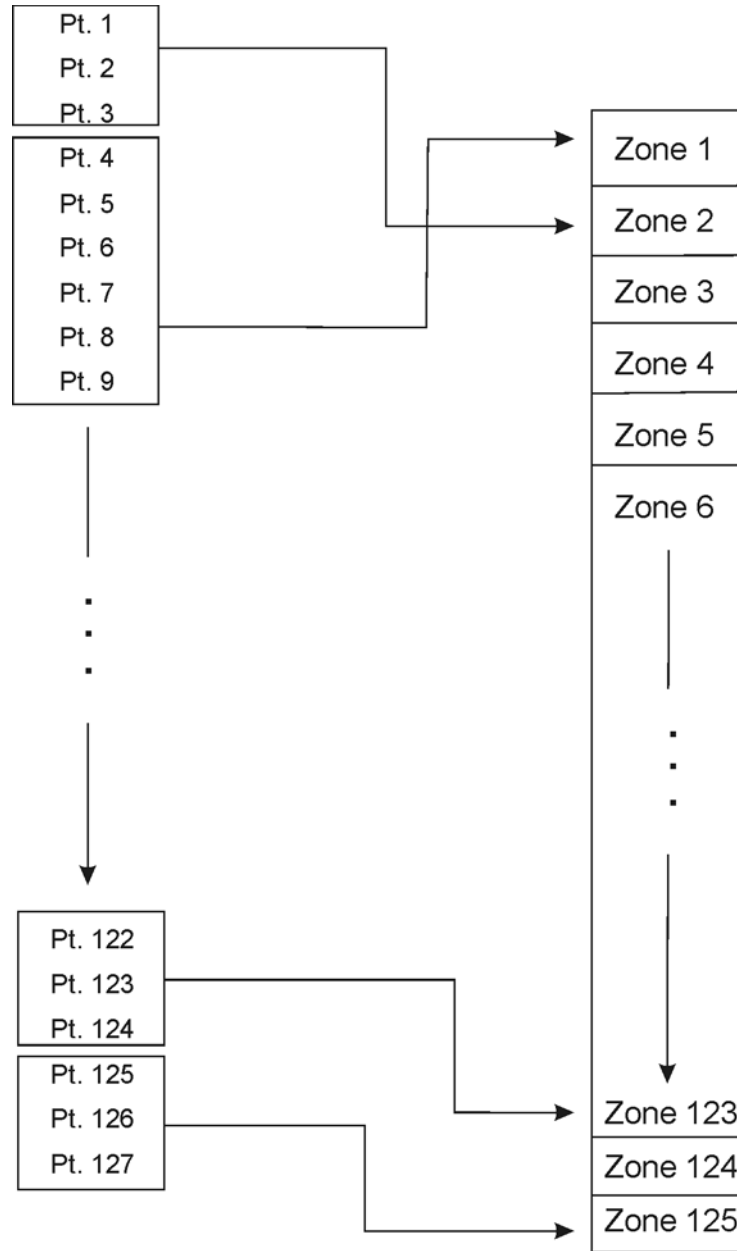 Pt. 1
Pt. 2
Pt. 3
Pt. 4
Pt. 5
Pt. 6
Pt. 7
Pt. 8
Pt. 9
Pt. 122
Pt. 123
Pt. 124
Pt. 125
Pt. 126
Pt. 127
Zone 1
Zone 2
Zone 3
Zone 4
Zone 5
Zone 6
Zone 123
Zone 124
Zone 125